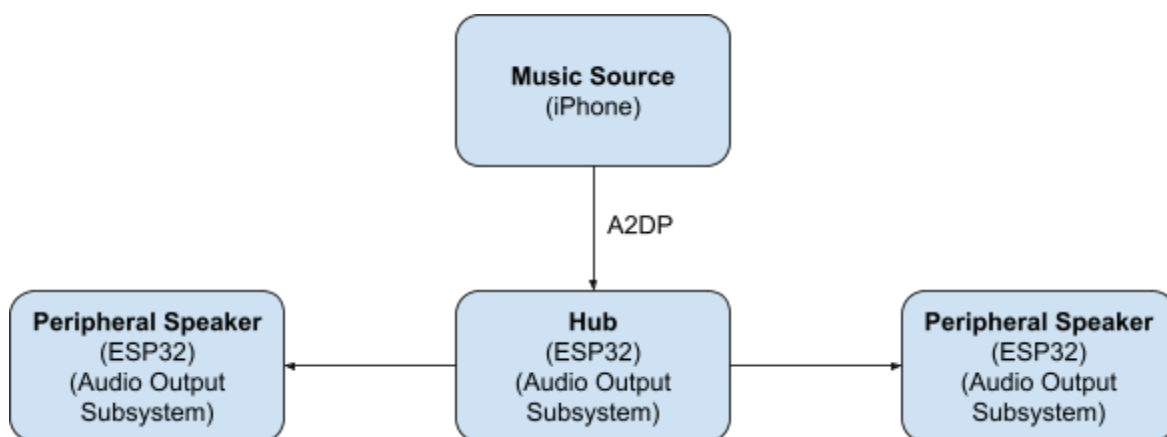 Music Source
(iPhone)
A2DP
Peripheral Speaker
(ESP32)
(Audio Output
Subsystem)
Hub
(ESP32)
(Audio Output
Subsystem)
Peripheral Speaker
(ESP32)
(Audio Output
Subsystem)